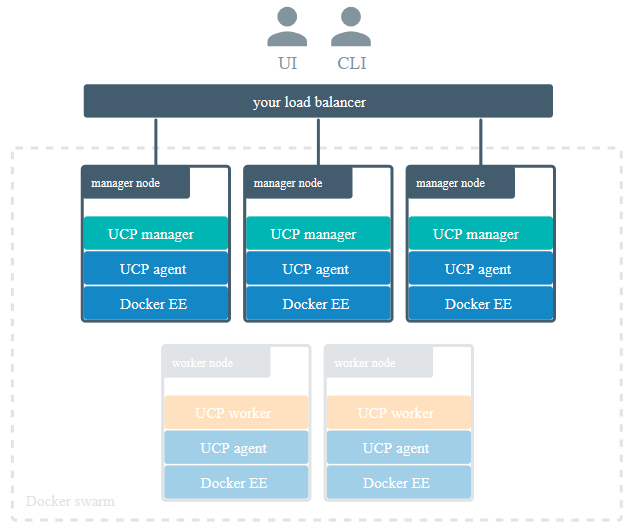 UI
CLI
your load balancer
manager node
manager node
manager node
UCP manager
UCP manager
UCP manager
UCP agent
UCP agent
UCP agent
Docker EE
Docker EE
Docker EE
worker node
worker node
UCP worker
UCP worker
UCP agent
UCP agent
Docker EE
Docker EE
Docker swarm